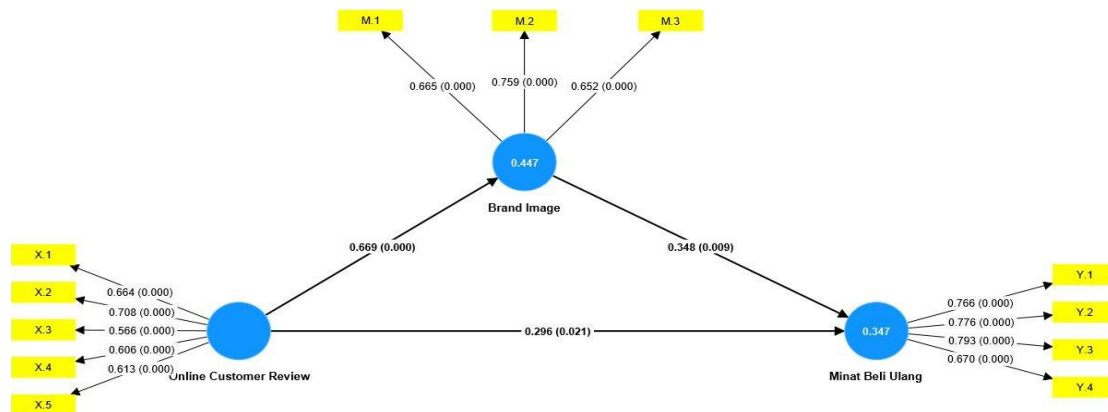 M.1
M.2
M.3
0.665 (0.000)
0.759 (0.000)
0.652 (0.000)
0.447
Brand Image
0.669 (0.000)
0.348 (0.009)
X.1
X.2
X.3
X.4
X.5
0.664 (0.000)
0.708 (0.000)
0.566 (0.000)
0.606 (0.000)
0.613 (0.000)
Online Customer Review
0.296 (0.021)
0.347
Minat Beli Ulang
0.766 (0.000)
0.776 (0.000)
0.793 (0.000)
0.670 (0.000)
Y.1
Y.2
Y.3
Y.4